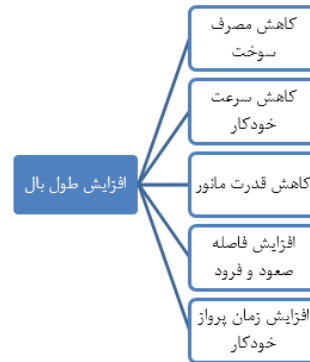 افزایش طول بال
کاهش مصرف
سوخت
کاهش سرعت
خودکار
کاهش قدرت مانور
افزایش فاصله
صعود و فرود
افزایش زمان پرواز
خودکار